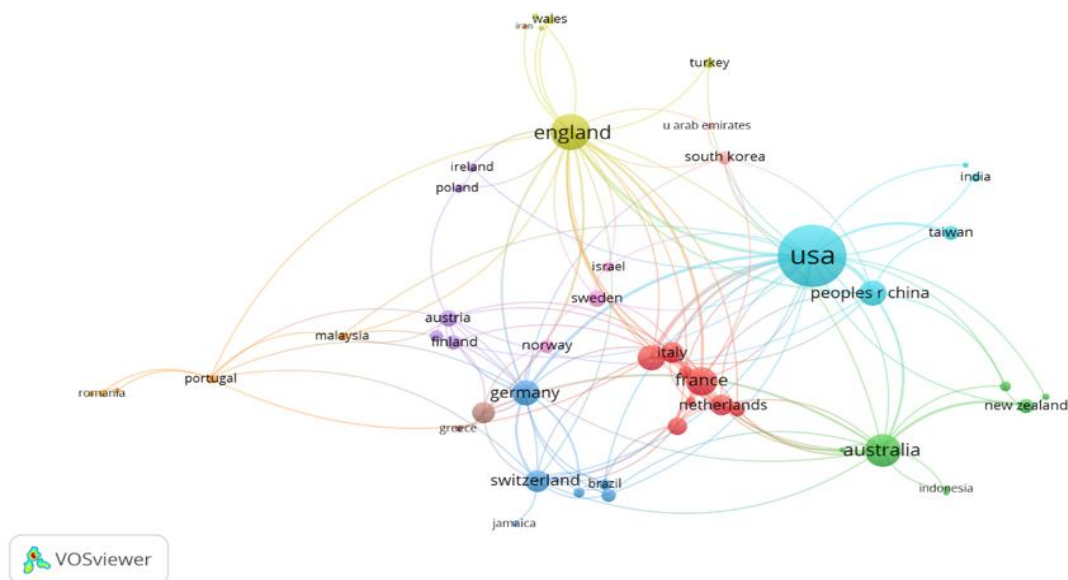 wales
iran
turkey
england
u arab emirates
south korea
ireland
india
poland
taiwan
usa
israel
peoples r china
sweden
austria
malaysia
finland
norway
italy
portugal
france
romania
germany
netherlands
new zealand
greece
australia
switzerland
brazil
indonesia
jamaica
VOSviewer